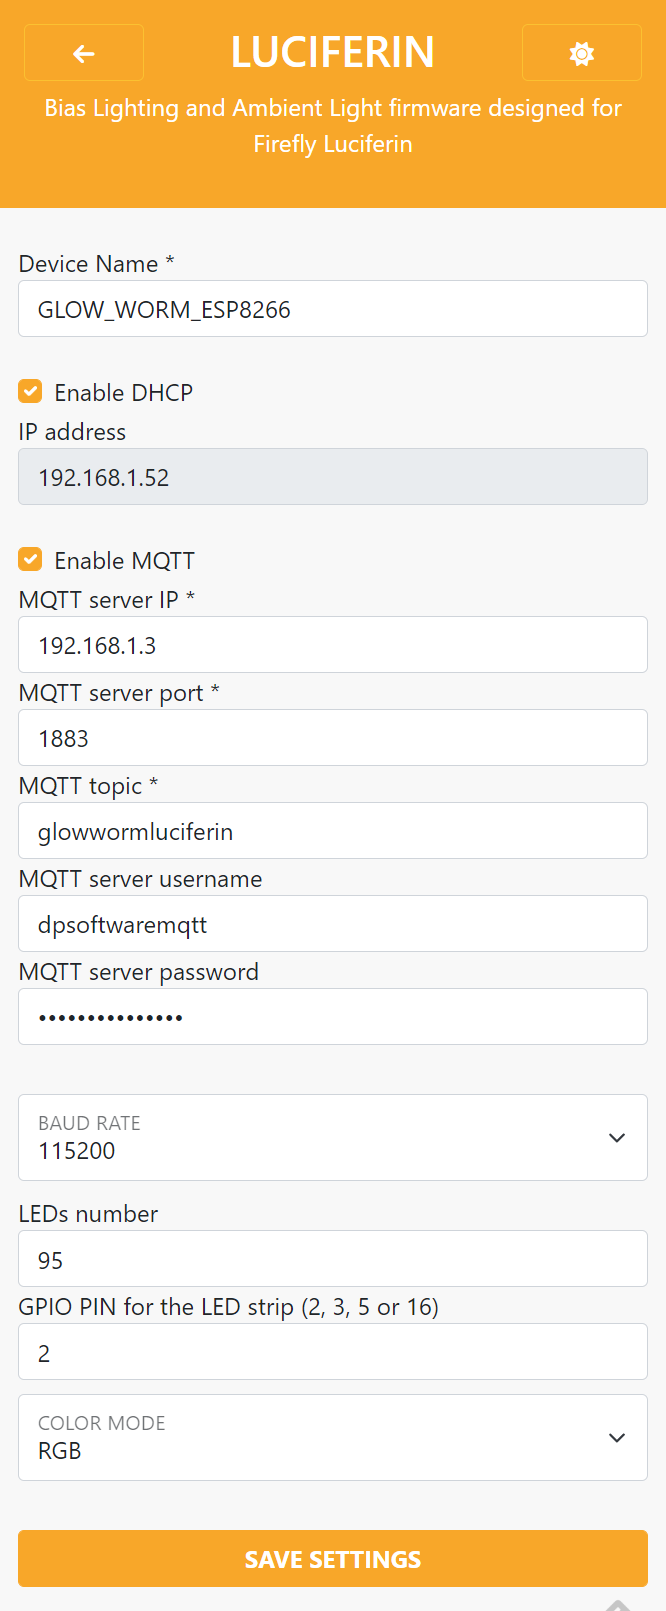 LUCIFERIN
Bias Lighting and Ambient Light firmware designed for
Firefly Luciferin
Device Name *
GLOW_WORM_ESP8266
Enable DHCP
IP address
192.168.1.52
Enable MQTT
MQTT server IP *
192.168.1.3
MQTT server port *
1883
MQTT topic *
glowwormluciferin
MQTT server username
dpsoftwaremqtt
MQTT server password
•••••••••••••••
BAUD RATE
115200
LEDs number
95
GPIO PIN for the LED strip (2, 3, 5 or 16)
2
COLOR MODE
RGB
SAVE SETTINGS